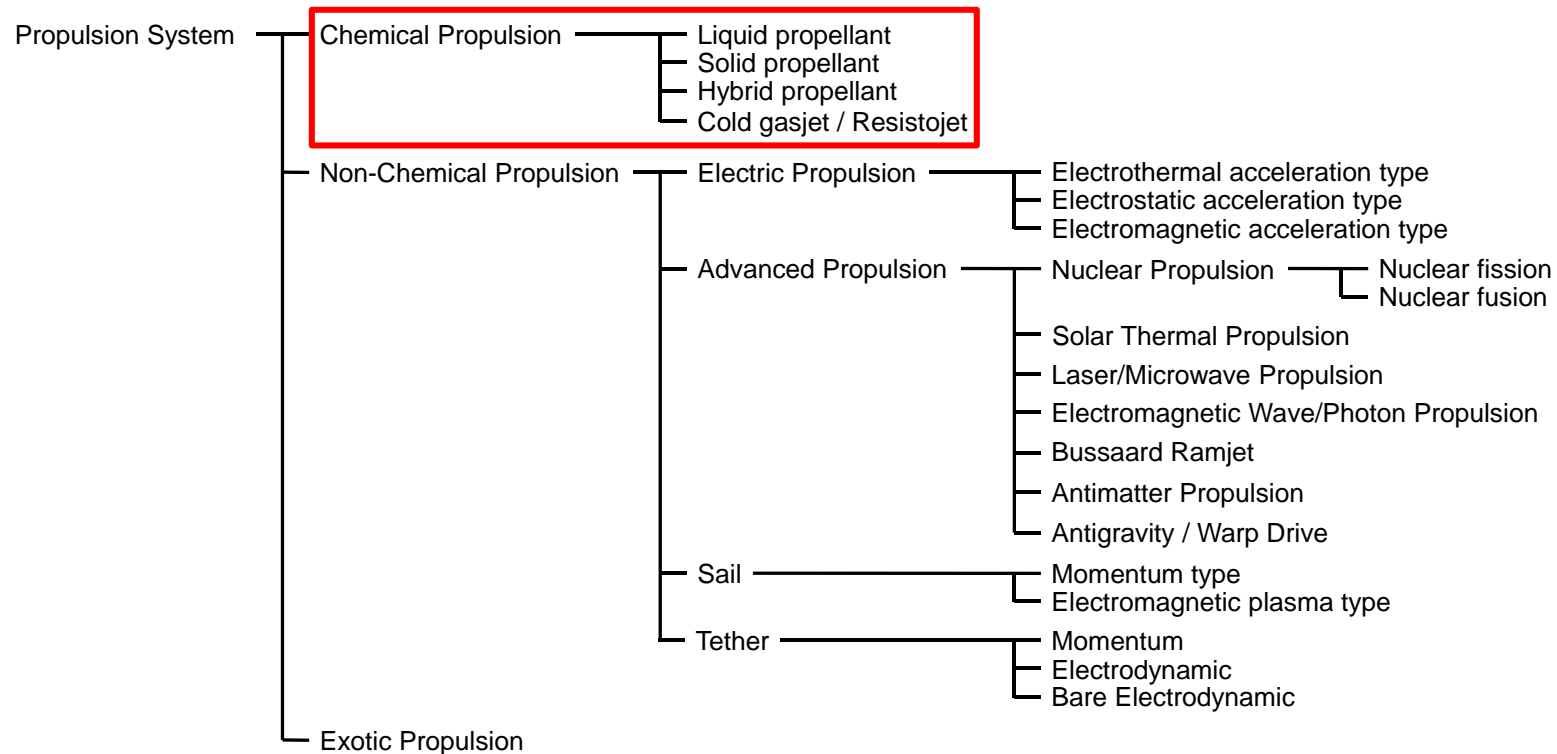 Propulsion System
Chemical Propulsion
Liquid propellant
Solid propellant
Hybrid propellant
Cold gasjet / Resistojet
Non-Chemical Propulsion
Electric Propulsion
Electrothermal acceleration type
Electrostatic acceleration type
Electromagnetic acceleration type
Advanced Propulsion
Nuclear Propulsion
Nuclear fission
Nuclear fusion
Solar Thermal Propulsion
Laser/Microwave Propulsion
Electromagnetic Wave/Photon Propulsion
Bussaard Ramjet
Antimatter Propulsion
Antigravity / Warp Drive
Sail
Momentum type
Electromagnetic plasma type
Tether
Momentum
Electrodynamic
Bare Electrodynamic
Exotic Propulsion